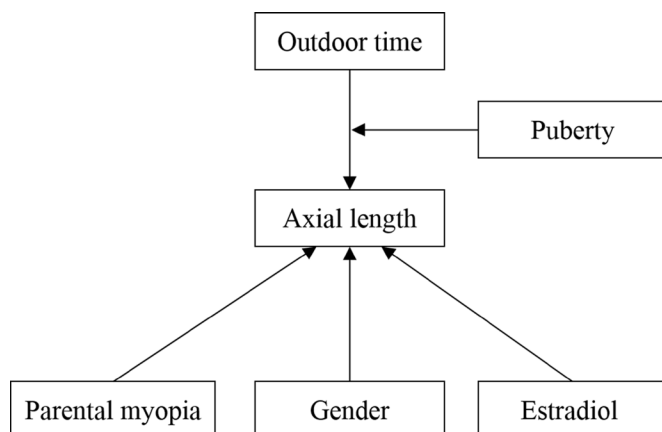 Outdoor time
Puberty
Axial length
Parental myopia
Gender
Estradiol